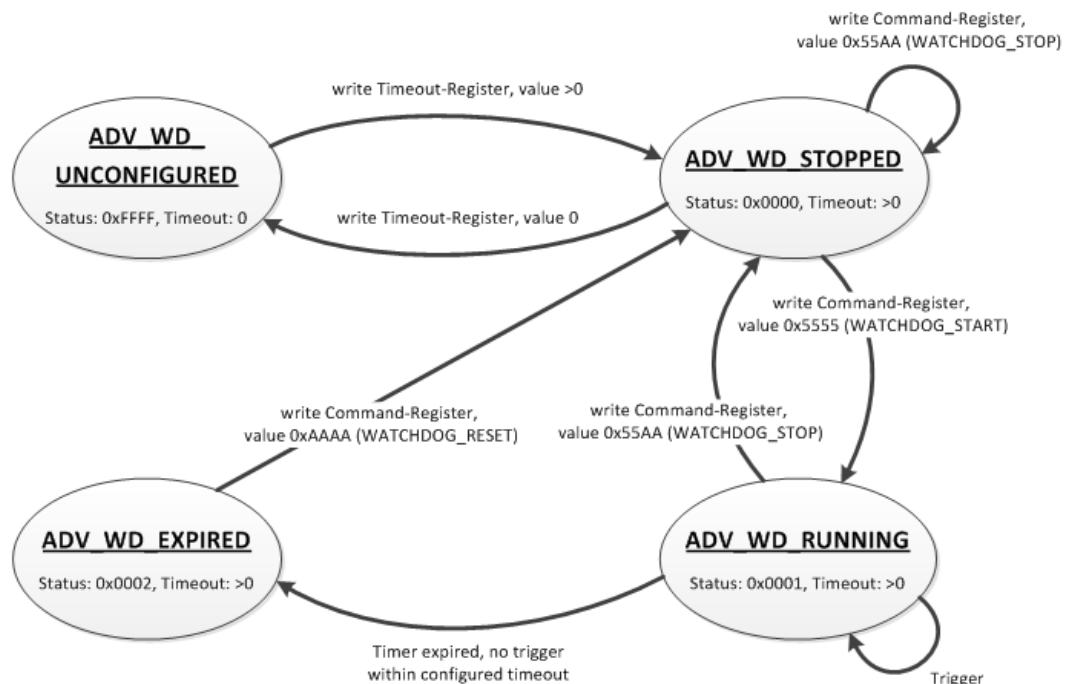 write Command-Register,
value 0x55AA (WATCHDOG_STOP)
write Timeout-Register, value >0
ADV_WD_
UNCONFIGURED
Status: 0xFFFF, Timeout: 0
ADV_WD_STOPPED
Status: 0x0000, Timeout: >0
write Timeout-Register, value 0
write Command-Register,
value 0x5555 (WATCHDOG_START)
write Command-Register,
value 0xAAAA (WATCHDOG_RESET)
write Command-Register,
value 0x55AA (WATCHDOG_STOP)
ADV_WD_EXPIRED
Status: 0x0002, Timeout: >0
ADV_WD_RUNNING
Status: 0x0001, Timeout: >0
Timer expired, no trigger
within configured timeout
Trigger